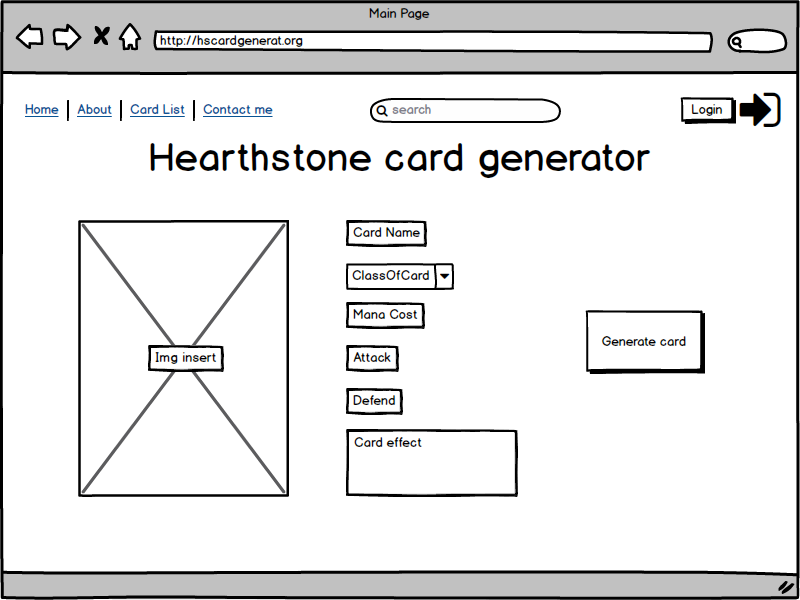 Main Page
http://hscardgenerat.org
Home About Card List Contact me search Login
Hearthstone card generator
Img insert
Card Name
ClassOfCard
Mana Cost
Attack
Defend
Card effect
Generate card